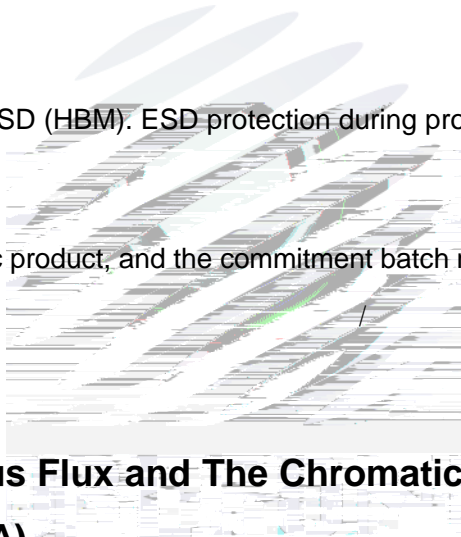 SD (HBM). ESD protection during pro
c product, and the commitment batch r
/
us Flux and The Chromatic
A)